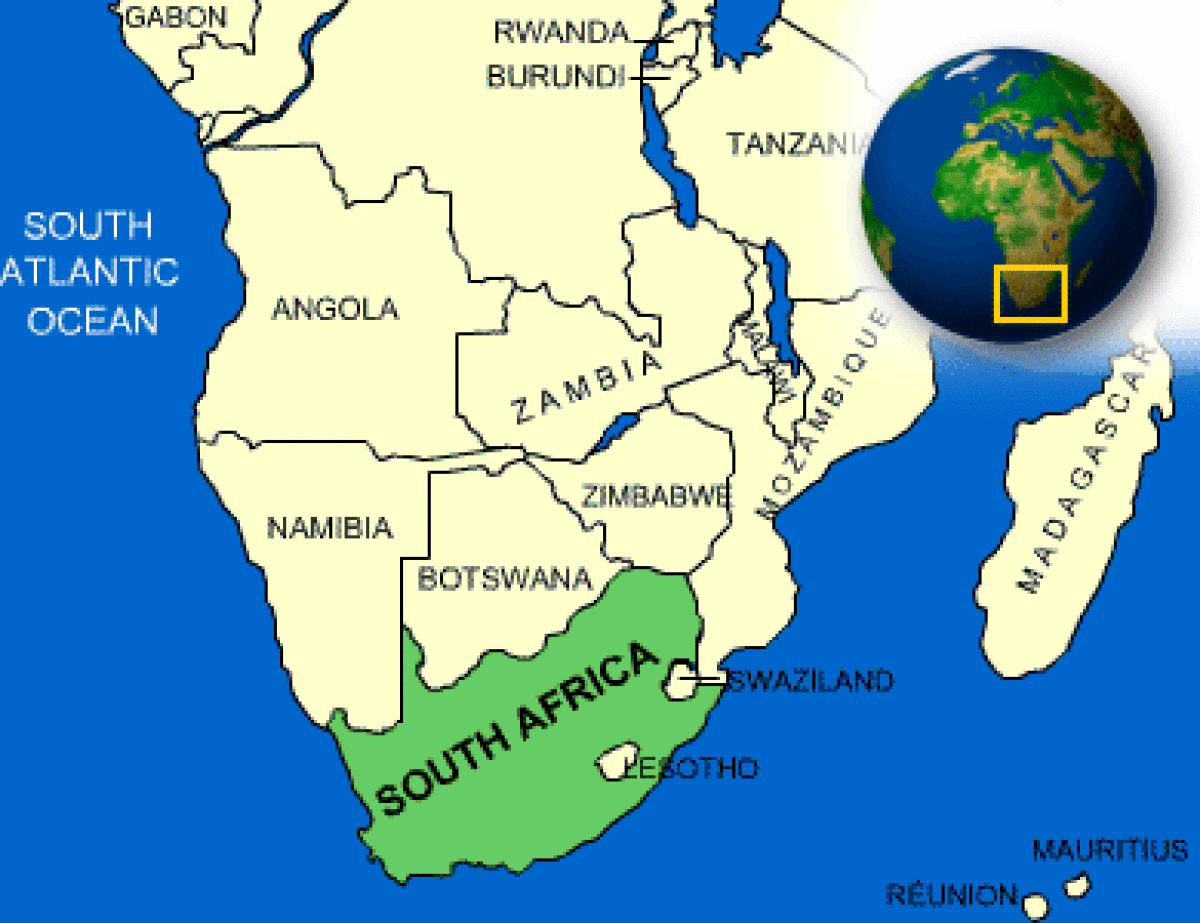 GABON
RWANDA
BURUNDI
TANZANIA
SOUTH
ATLANTIC
OCEAN
ANGOLA
ZAMBIA
MALAWI
MOZAMBIQUE
MADAGASCAR
ZIMBABWE
NAMIBIA
BOTSWANA
SOUTH AFRICA
SWAZILAND
LESOTHO
MAURITIUS
RÉUNION